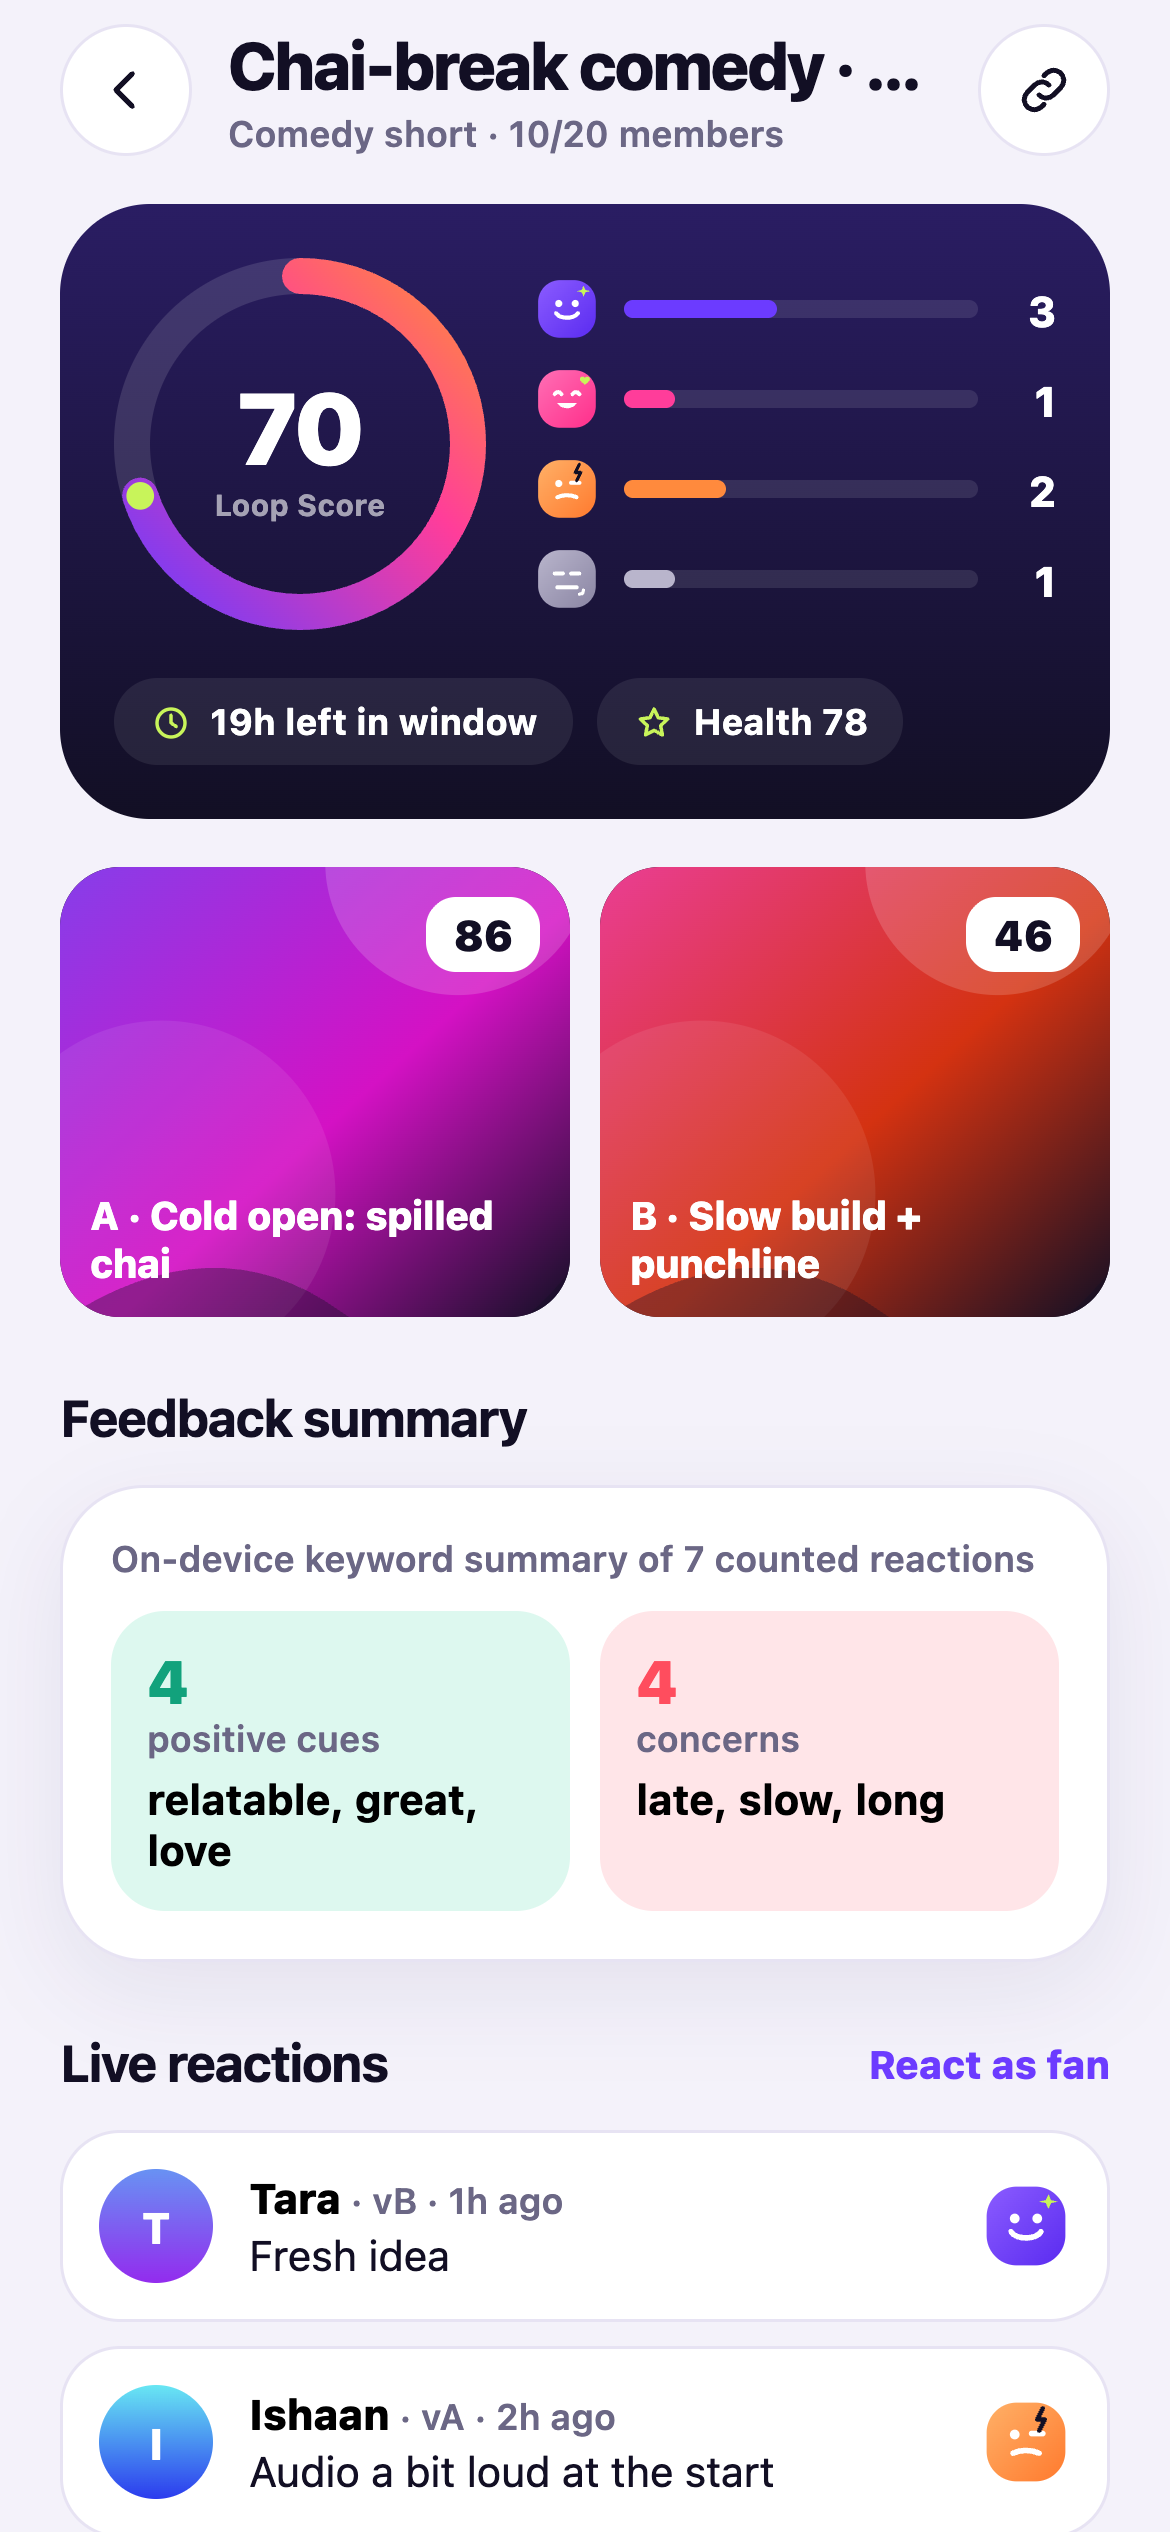 Chai-break comedy · ...
Comedy short · 10/20 members
70
Loop Score
3
1
2
1
19h left in window
Health 78
86
A · Cold open: spilled
chai
46
B · Slow build +
punchline
Feedback summary
On-device keyword summary of 7 counted reactions
4
positive cues
relatable, great,
love
4
concerns
late, slow, long
Live reactions
React as fan
T
Tara · vB · 1h ago
Fresh idea
I
Ishaan · vA · 2h ago
Audio a bit loud at the start